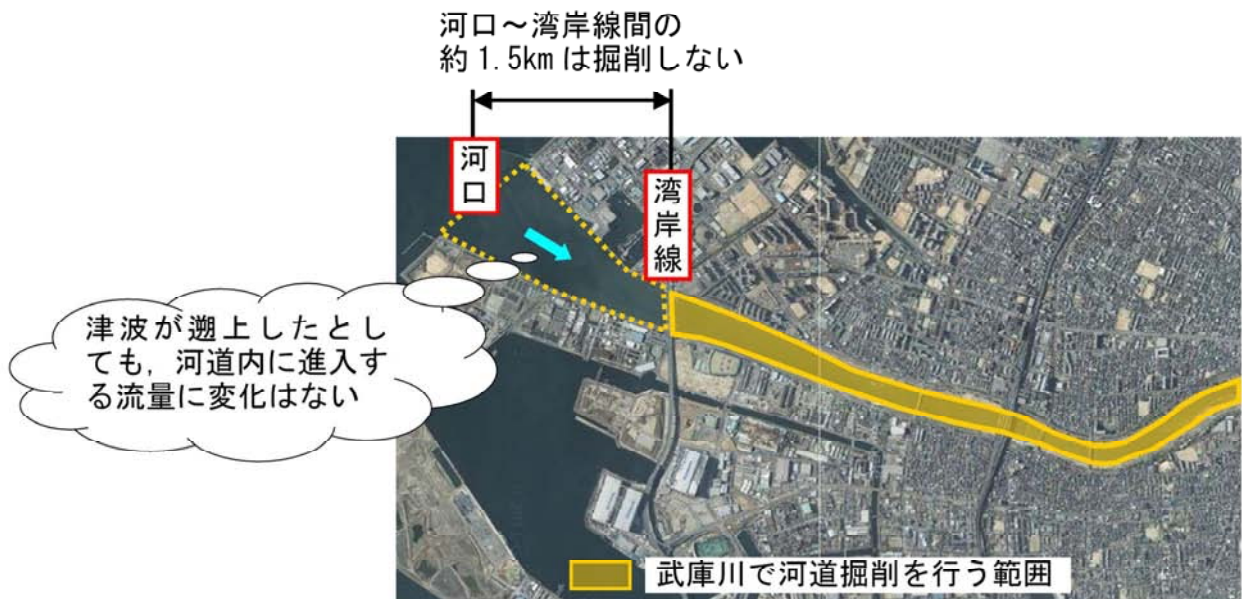 河口～湾岸線間の
約1.5kmは掘削しない
河口
湾岸線
津波が遡上したとし
ても，河道内に進入す
る流量に変化はない
武庫川で河道掘削を行う範囲